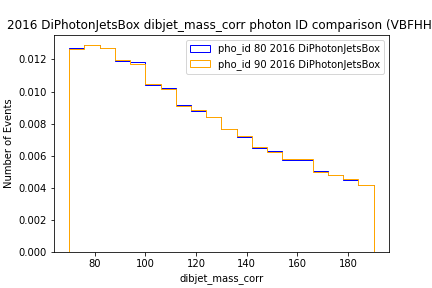 2016 DiPhotonJetsBox dibjet_mass_corr photon ID comparison (VBFHH
pho_id 80 2016 DiPhotonJetsBox
pho_id 90 2016 DiPhotonJetsBox
Number of Events
0.012
0.010
0.008
0.006
0.004
0.002
0.000
80 100 120 140 160 180
dibjet_mass_corr